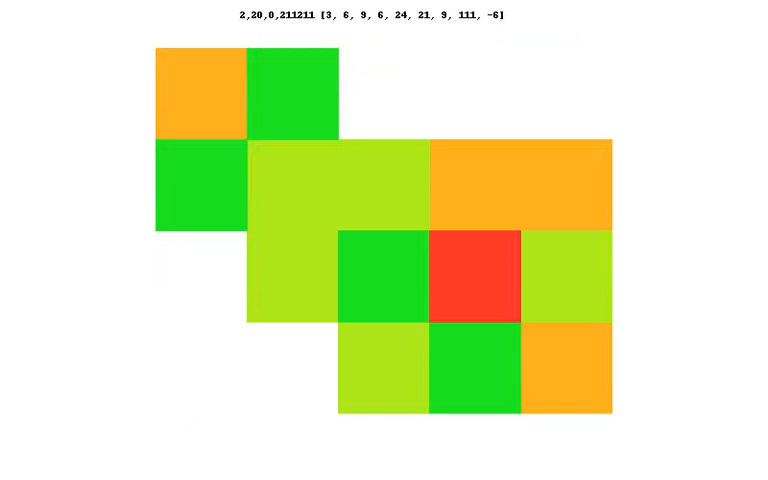 2,20,0,211211 [3, 6, 9, 6, 24, 21, 9, 111, -6]